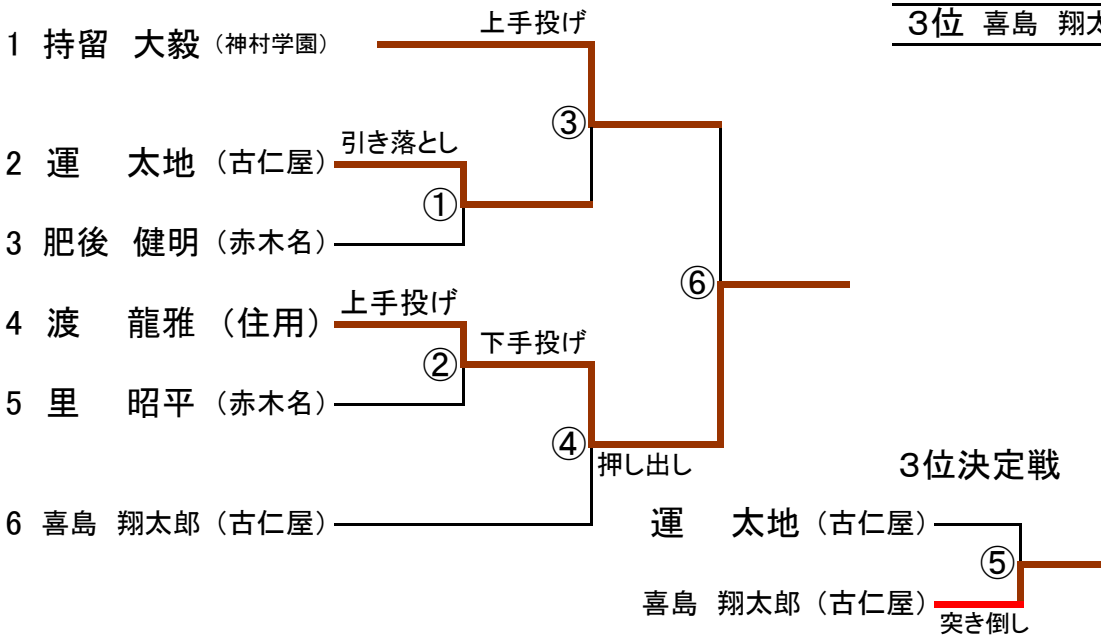 上手投げ
3位 喜島 翔太
1 持留 大毅 (神村学園)
③
引き落とし
2 運 太地 (古仁屋)
①
3 肥後 健明 (赤木名)
⑥
上手投げ
4 渡 龍雅 (住用)
下手投げ
②
5 里 昭平 (赤木名)
④
押し出し
3位決定戦
6 喜島 翔太郎 (古仁屋)
運 太地 (古仁屋)
⑤
喜島 翔太郎 (古仁屋)
突き倒し